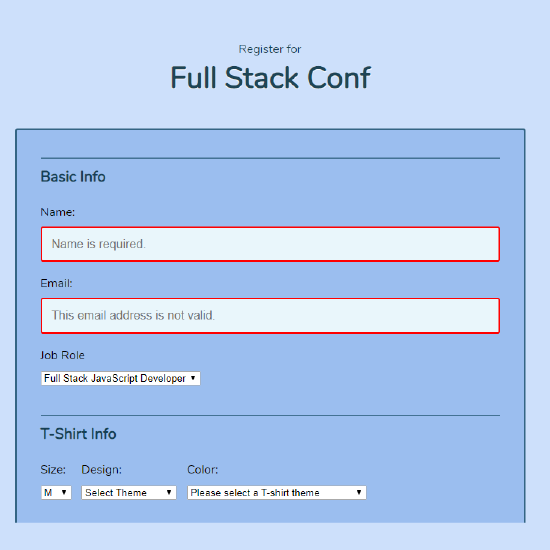 Register for
Full Stack Conf
Basic Info
Name:
Name is required.
Email:
This email address is not valid.
Job Role
Full Stack JavaScript Developer
T-Shirt Info
Size: Design: Color:
M Select Theme Please select a T-shirt theme